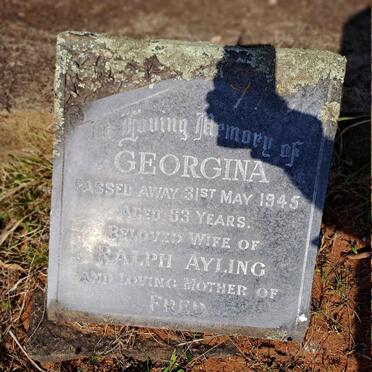 In Loving Memory of
GEORGINA
PASSED AWAY 31ST MAY 1945
AGED 53 YEARS.
BELOVED WIFE OF
RALPH AYLING
AND LOVING MOTHER OF
FRED